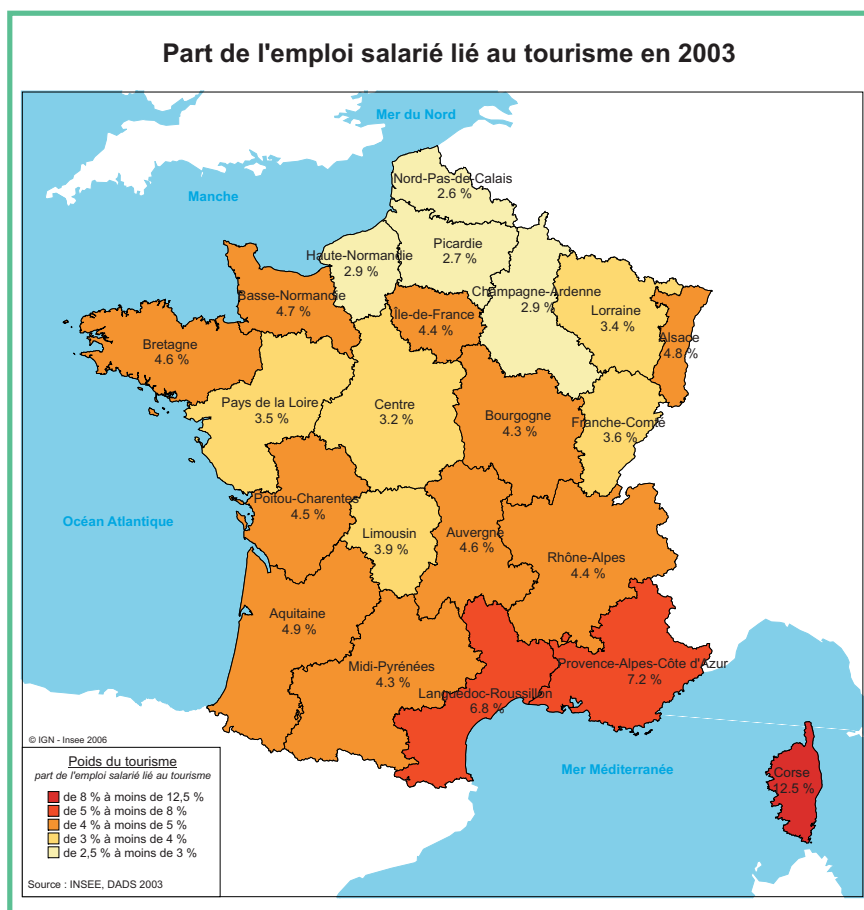 Part de l'emploi salarié lié au tourisme en 2003
Mer du Nord
Manche
Nord-Pas-de-Calais
2.6 %
Picardie
2.7 %
Haute-Normandie
2.9 %
Champagne-Ardenne
2.9 %
Basse-Normandie
4.7 %
Île-de-France
4.4 %
Lorraine
3.4 %
Alsace
4.8 %
Bretagne
4.6 %
Pays de la Loire
3.5 %
Centre
3.2 %
Bourgogne
4.3 %
Franche-Comté
3.6 %
Océan Atlantique
Poitou-Charentes
4.5 %
Limousin
3.9 %
Auvergne
4.6 %
Rhône-Alpes
4.4 %
Aquitaine
4.9 %
Midi-Pyrénées
4.3 %
Languedoc-Roussillon
6.8 %
Provence-Alpes-Côte d'Azur
7.2 %
Mer Méditerranée
Corse
12.5 %
© IGN - Insee 2006
Poids du tourisme
part de l'emploi salarié lié au tourisme
de 8 % à moins de 12,5 %
de 5 % à moins de 8 %
de 4 % à moins de 5 %
de 3 % à moins de 4 %
de 2,5 % à moins de 3 %
Source : INSEE, DADS 2003